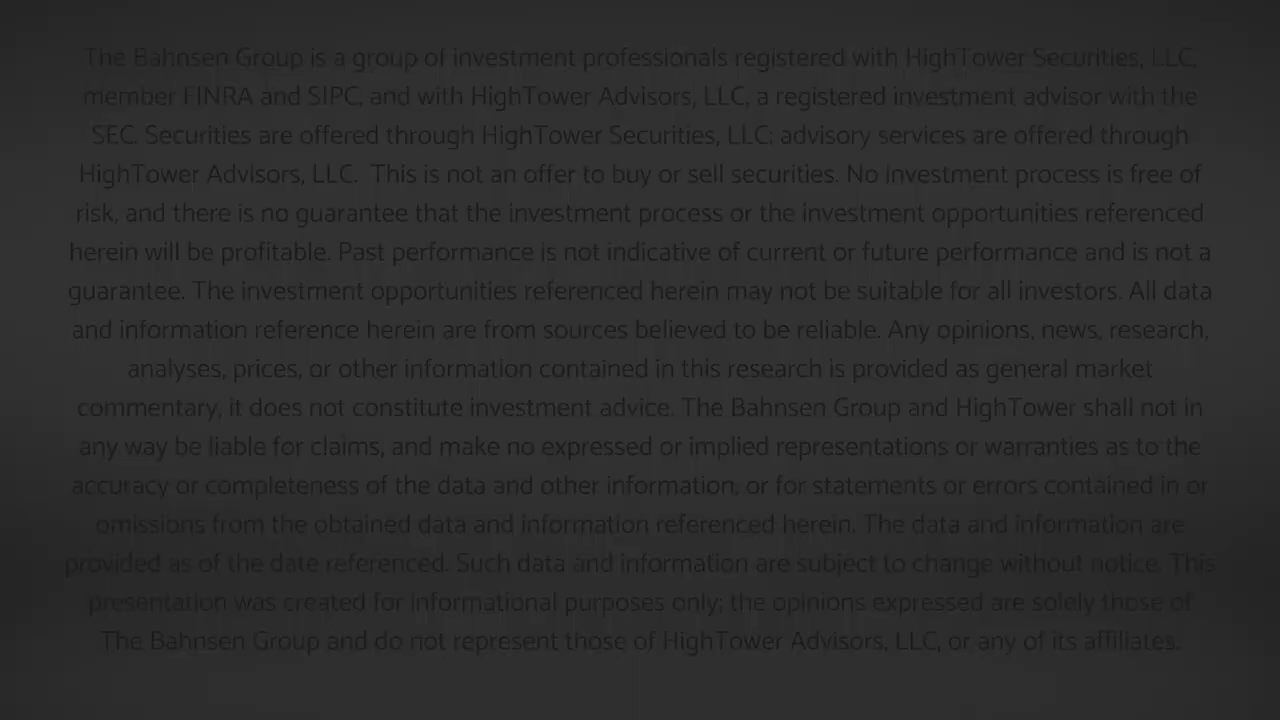 The Bahnsen Group is a group of investment professionals registered with HighTower Securities, LLC,
member FINRA and SIPC, and with HighTower Advisors, LLC, a registered investment advisor with the
SEC. Securities are offered through HighTower Securities, LLC; advisory services are offered through
HighTower Advisors, LLC.  This is not an offer to buy or sell securities. No investment process is free of
risk, and there is no guarantee that the investment process or the investment opportunities referenced
herein will be profitable. Past performance is not indicative of current or future performance and is not a
guarantee. The investment opportunities referenced herein may not be suitable for all investors. All data
and information reference herein are from sources believed to be reliable. Any opinions, news, research,
analyses, prices, or other information contained in this research is provided as general market
commentary, it does not constitute investment advice. The Bahnsen Group and HighTower shall not in
any way be liable for claims, and make no expressed or implied representations or warranties as to the
accuracy or completeness of the data and other information, or for statements or errors contained in or
omissions from the obtained data and information referenced herein. The data and information are
provided as of the date referenced. Such data and information are subject to change without notice. This
presentation was created for informational purposes only; the opinions expressed are solely those of
The Bahnsen Group and do not represent those of HighTower Advisors, LLC, or any of its affiliates.